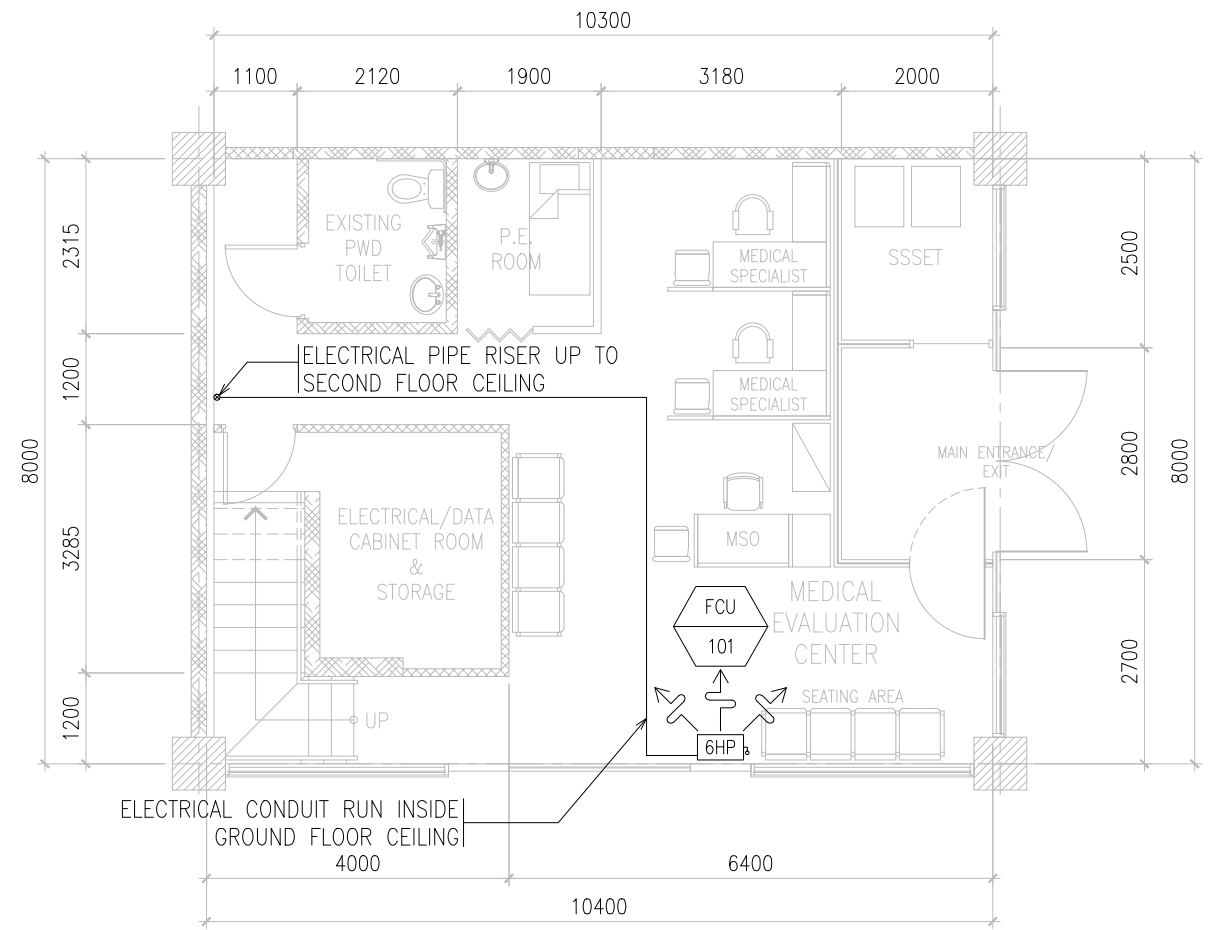 10300
1100
2120
1900
3180
2000
EXISTING
PWD
TOILET
P.E.
ROOM
MEDICAL
SPECIALIST
SSSET
2315
2500
ELECTRICAL PIPE RISER UP TO
SECOND FLOOR CEILING
MEDICAL
SPECIALIST
1200
8000
MAIN ENTRANCE/
EXIT
2800
8000
ELECTRICAL/DATA
CABINET ROOM
&
STORAGE
MSO
3285
FCU
101
MEDICAL
EVALUATION
CENTER
2700
SEATING AREA
1200
UP
6HP
ELECTRICAL CONDUIT RUN INSIDE
GROUND FLOOR CEILING
4000
6400
10400